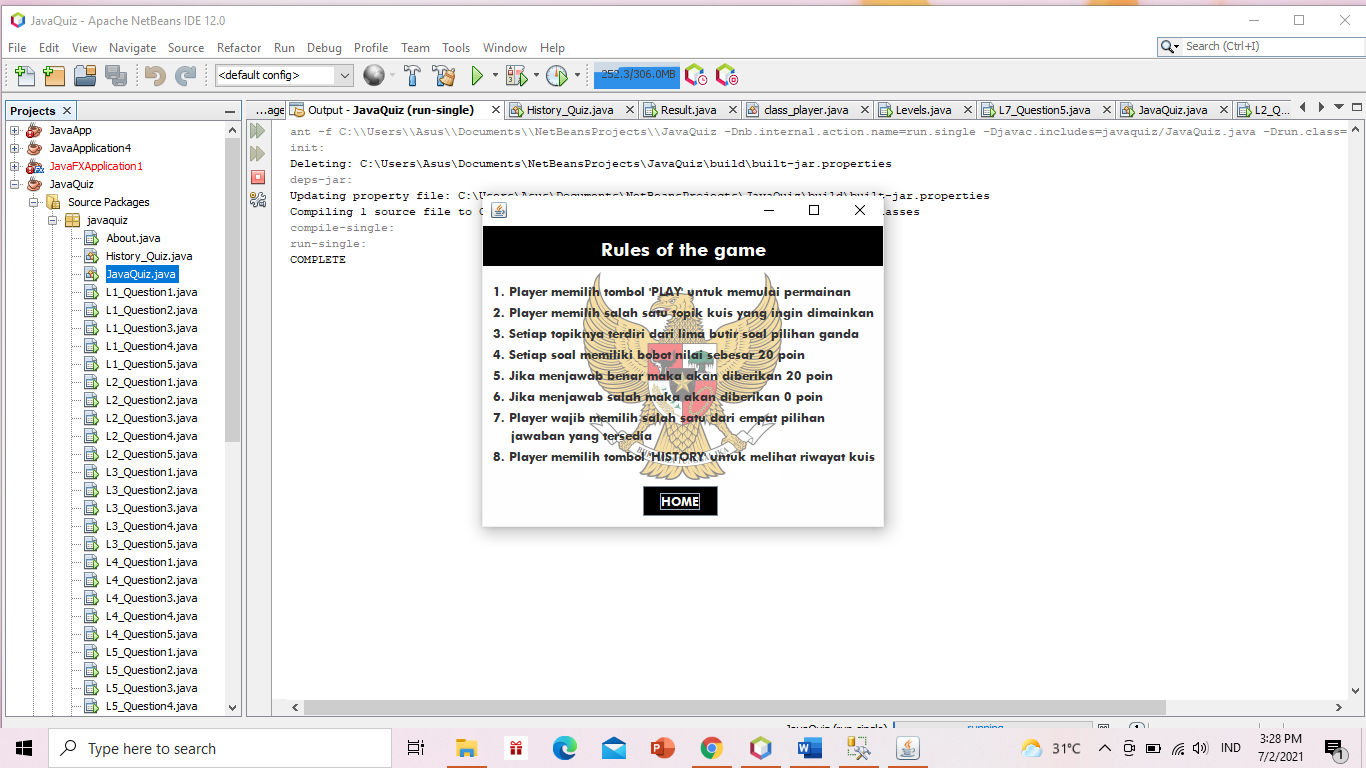 JavaQuiz - Apache NetBeans IDE 12.0
File Edit View Navigate Source Refactor Run Debug Profile Team Tools Window Help
Search (Ctrl+I)
<default config>
252.3/306.0MB
Projects
...age
Output - JavaQuiz (run-single)
History_Quiz.java
Result.java
class_player.java
Levels.java
L7_Question5.java
JavaQuiz.java
L2_Q...
JavaApp
JavaApplication4
JavaFXApplication1
JavaQuiz
Source Packages
javaquiz
About.java
History_Quiz.java
JavaQuiz.java
L1_Question1.java
L1_Question2.java
L1_Question3.java
L1_Question4.java
L1_Question5.java
L2_Question1.java
L2_Question2.java
L2_Question3.java
L2_Question4.java
L2_Question5.java
L3_Question1.java
L3_Question2.java
L3_Question3.java
L3_Question4.java
L3_Question5.java
L4_Question1.java
L4_Question2.java
L4_Question3.java
L4_Question4.java
L4_Question5.java
L5_Question1.java
L5_Question2.java
L5_Question3.java
L5_Question4.java
ant -f C:\\Users\\Asus\\Documents\\NetBeansProjects\\JavaQuiz -Dnb.internal.action.name=run.single -Djavac.includes=javaquiz/JavaQuiz.java -Drun.class=
init:
Deleting: C:\Users\Asus\Documents\NetBeansProjects\JavaQuiz\build\built-jar.properties
deps-jar:
Updating property file: C:\Users\Asus\Documents\NetBeansProjects\JavaQuiz\build\built-jar.properties
Compiling 1 source file to
compile-single:
run-single:
COMPLETE
Rules of the game
1. Player memilih tombol 'PLAY' untuk memulai permainan
2. Player memilih salah satu topik kuis yang ingin dimainkan
3. Setiap topiknya terdiri dari lima butir soal pilihan ganda
4. Setiap soal memiliki bobot nilai sebesar 20 poin
5. Jika menjawab benar maka akan diberikan 20 poin
6. Jika menjawab salah maka akan diberikan 0 poin
7. Player wajib memilih salah satu dari empat pilihan
jawaban yang tersedia
8. Player memilih tombol 'HISTORY' untuk melihat riwayat kuis
HOME
JavaQuiz (run-single)
running...
Type here to search
31°C
IND
3:28 PM
7/2/2021
1